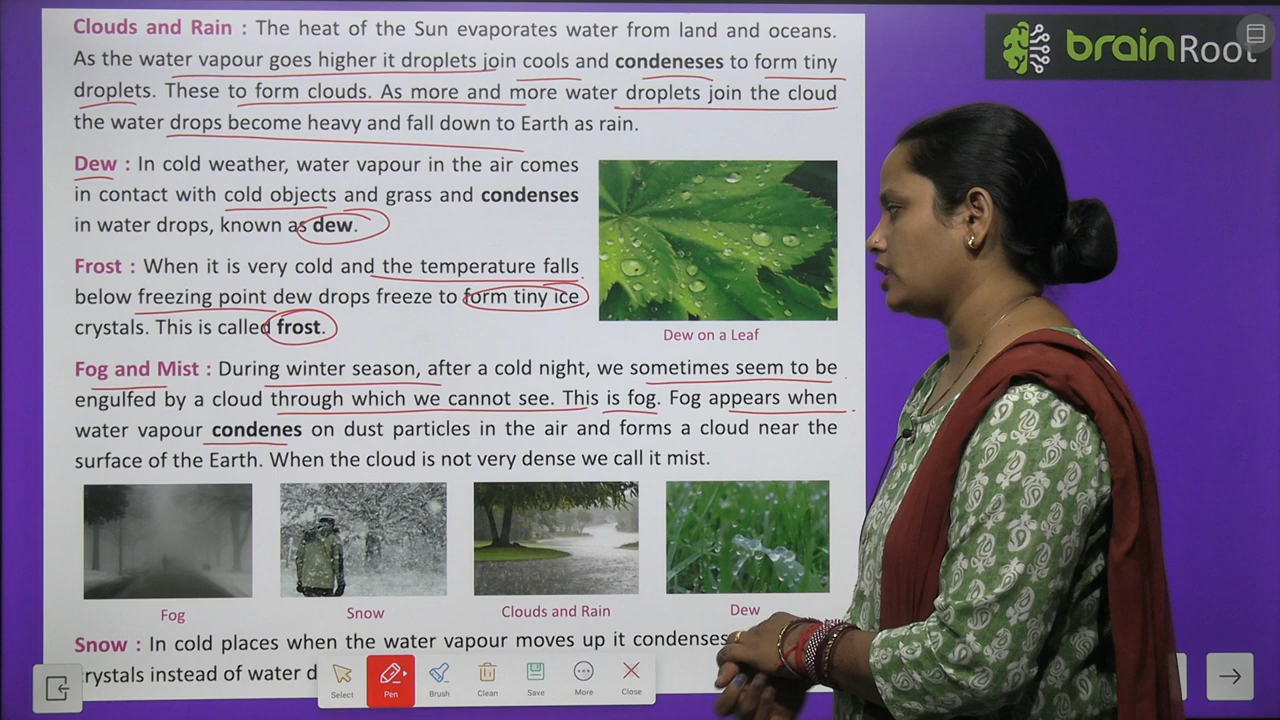 Clouds and Rain : The heat of the Sun evaporates water from land and oceans.
As the water vapour goes higher it droplets join cools and condeneses to form tiny
droplets. These to form clouds. As more and more water droplets join the cloud
the water drops become heavy and fall down to Earth as rain.
Dew : In cold weather, water vapour in the air comes
in contact with cold objects and grass and condenses
in water drops, known as dew.
Frost : When it is very cold and the temperature falls
below freezing point dew drops freeze to form tiny ice
crystals. This is called frost.
Dew on a Leaf
Fog and Mist : During winter season, after a cold night, we sometimes seem to be
engulfed by a cloud through which we cannot see. This is fog. Fog appears when
water vapour condenes on dust particles in the air and forms a cloud near the
surface of the Earth. When the cloud is not very dense we call it mist.
Fog
Snow
Clouds and Rain
Dew
Snow : In cold places when the water vapour moves up it condenses
crystals instead of water
Select
Pen
Brush
Clean
Save
More
Close
brainRoot